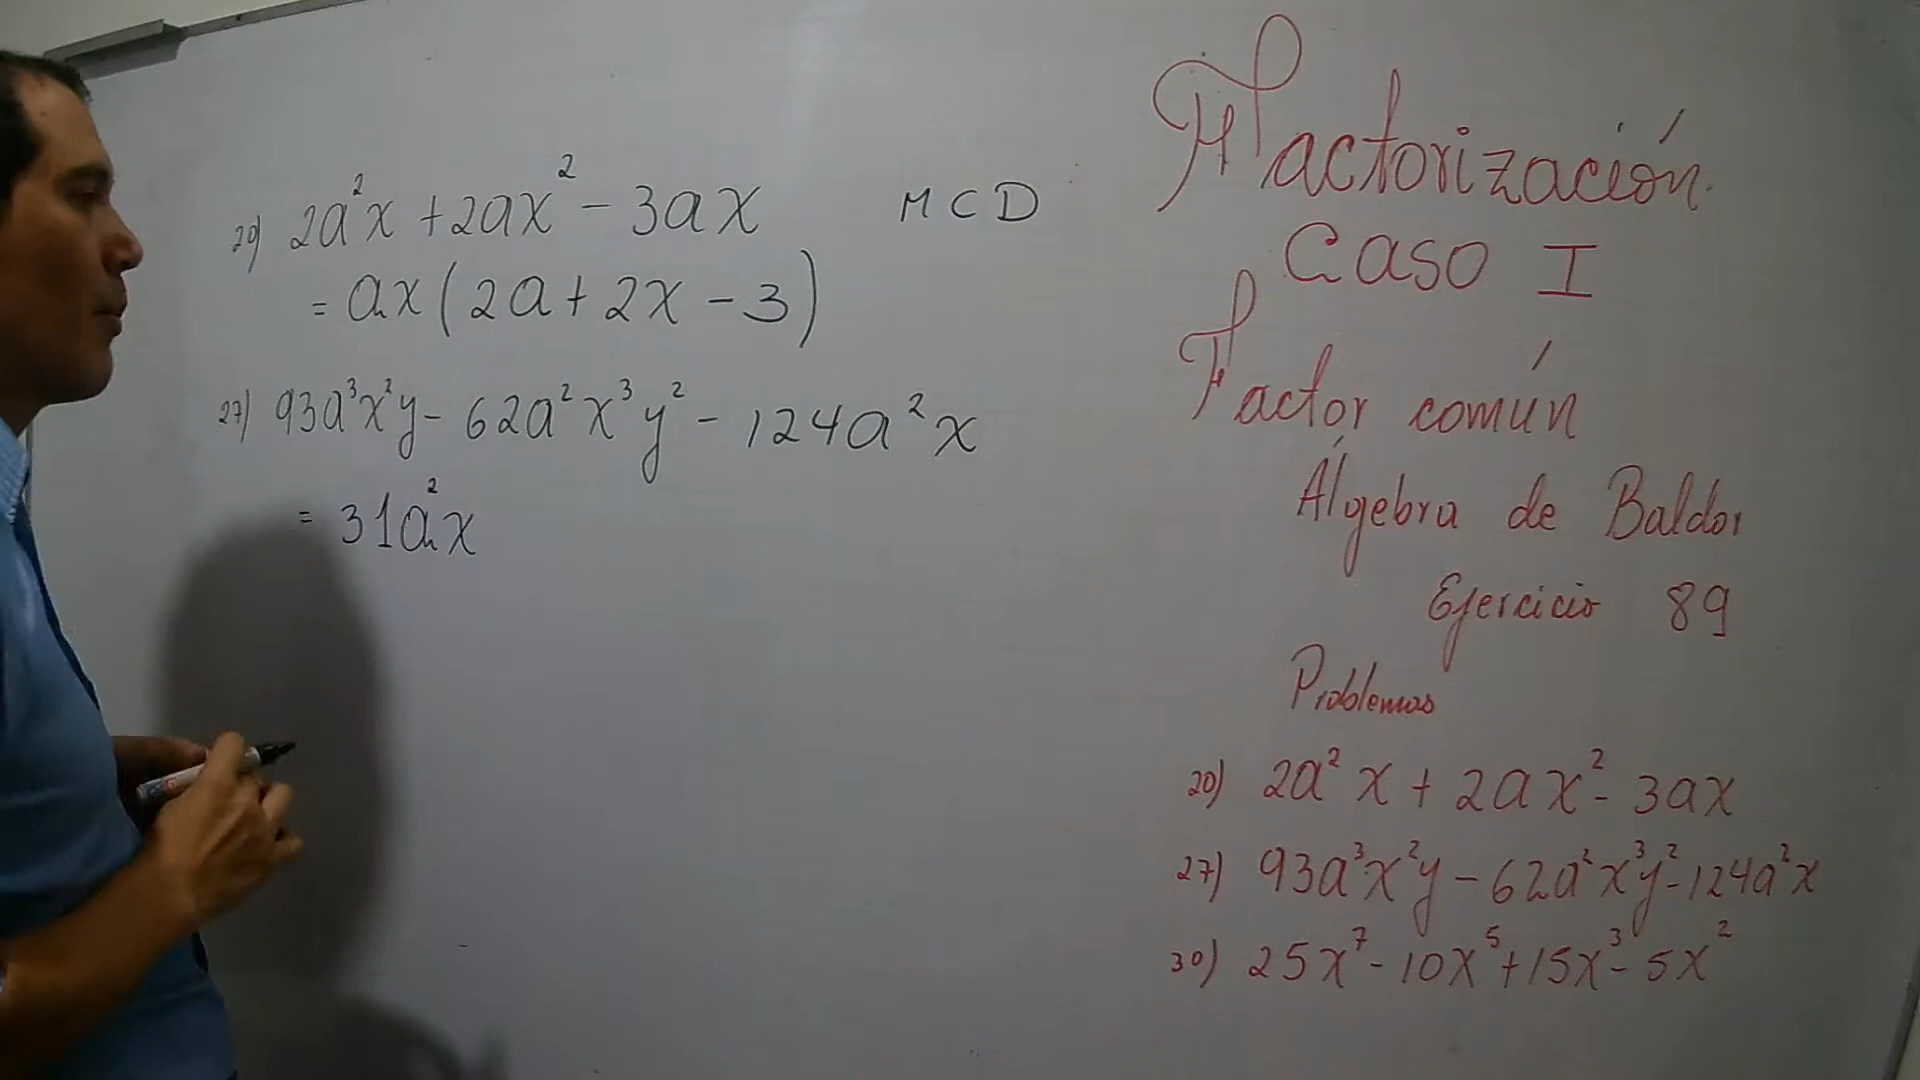 20) 2a²x + 2ax² - 3ax
MCD
= ax(2a + 2x - 3)
27) 93a³x²y - 62a²x³y² - 124a²x
= 31a²x
Factorización
Caso I
Factor común
Álgebra de Baldor
Ejercicio 89
Problemas
20) 2a²x + 2ax² - 3ax
27) 93a³x²y - 62a²x³y² - 124a²x
30) 25x⁷ - 10x⁵ + 15x³ - 5x²